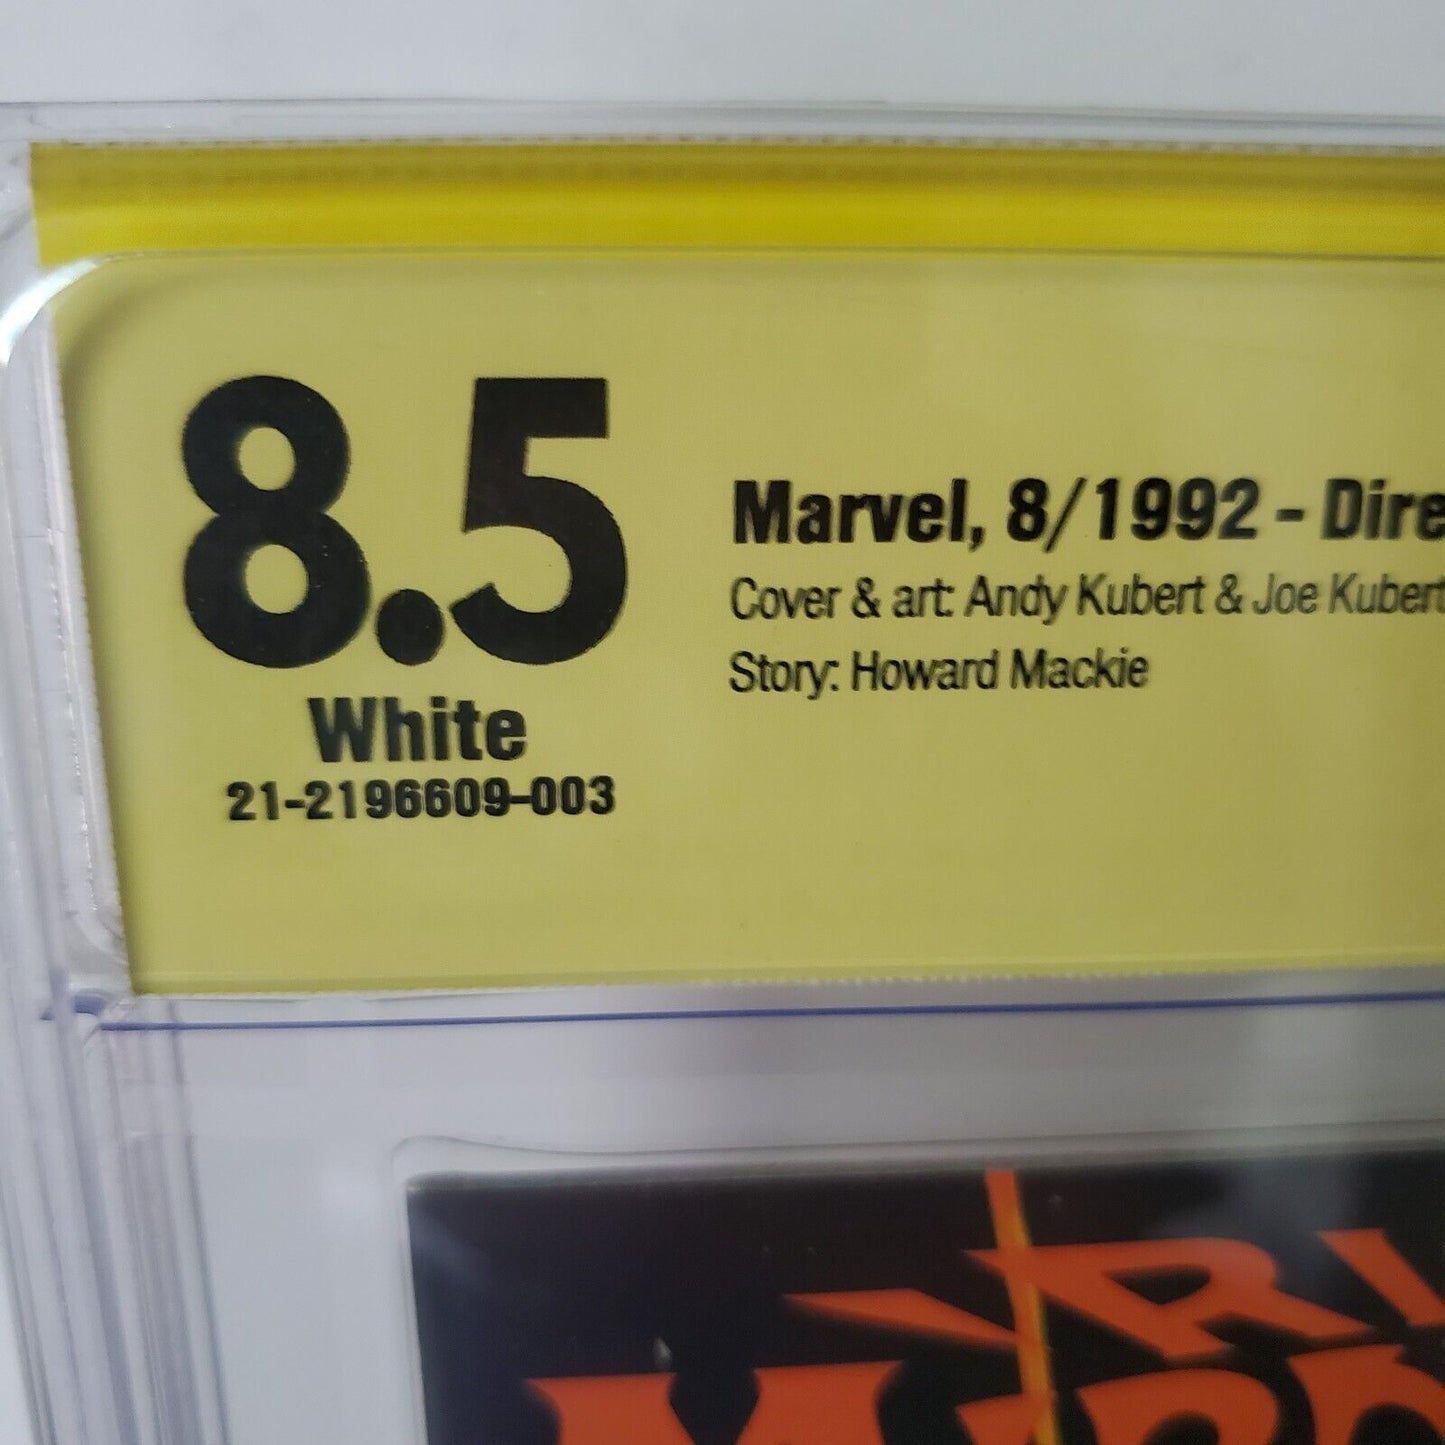 8.5
White
21-2196609-003
Marvel, 8/1992 - Dire
Cover & art: Andy Kubert & Joe Kubert
Story: Howard Mackie